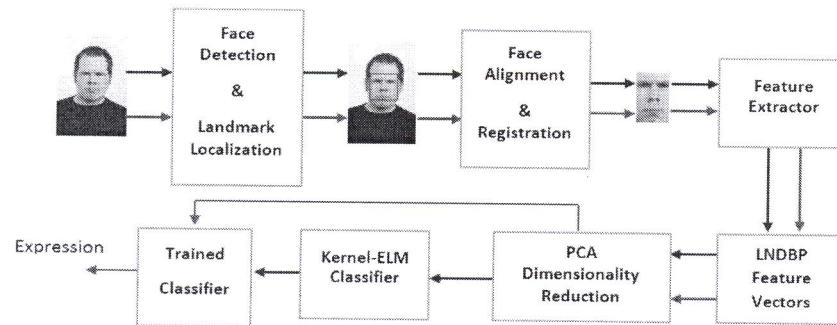 Face
Detection
&
Landmark
Localization
Face
Alignment
&
Registration
Feature
Extractor
Expression
Trained
Classifier
Kernel-ELM
Classifier
PCA
Dimensionality
Reduction
LNDBP
Feature
Vectors